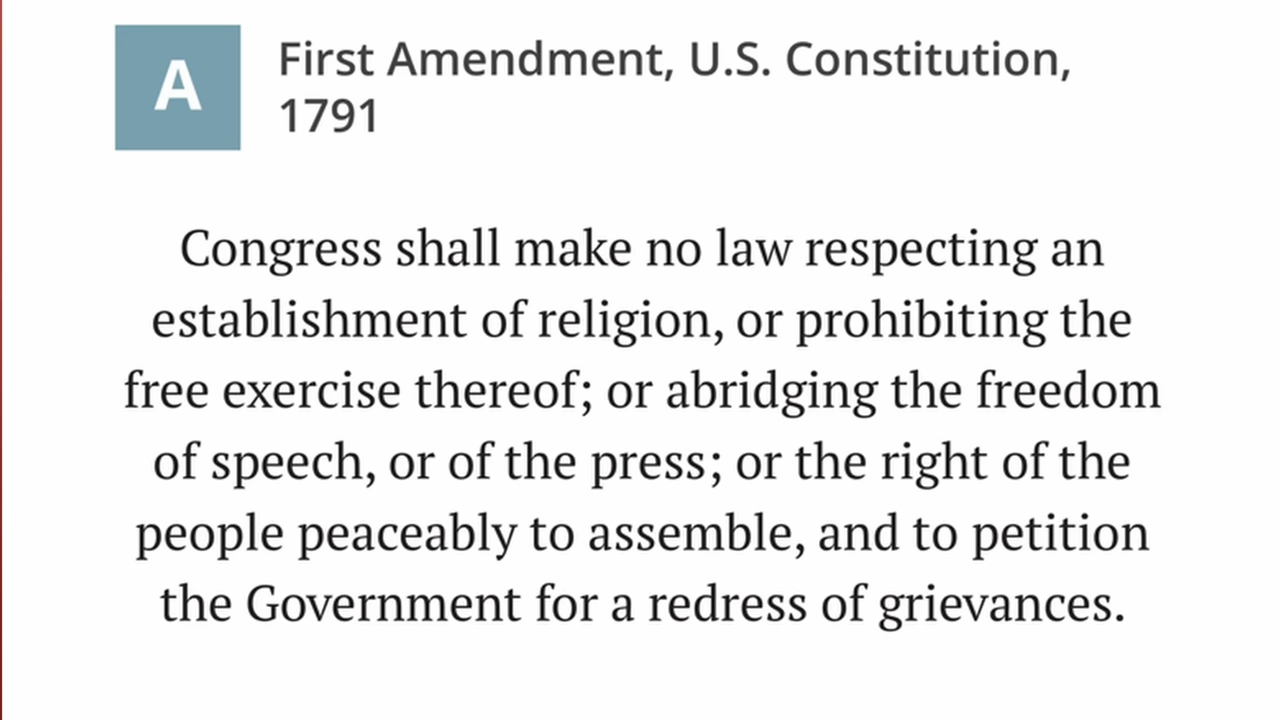 A
First Amendment, U.S. Constitution,
1791
Congress shall make no law respecting an
establishment of religion, or prohibiting the
free exercise thereof; or abridging the freedom
of speech, or of the press; or the right of the
people peaceably to assemble, and to petition
the Government for a redress of grievances.